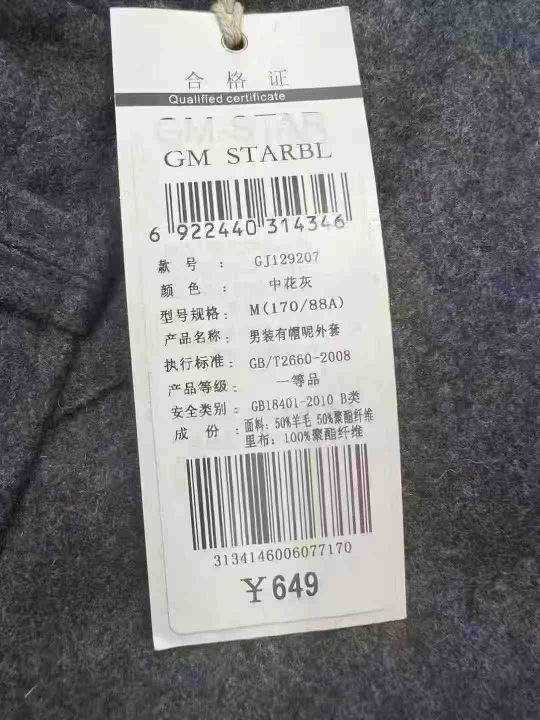 合格证
Qualified certificate
GM STAR
GM STARBL
6 922440 314346
款号 : GJ129207
颜色 : 中花灰
型号规格: M(170/88A)
产品名称: 男装有帽呢外套
执行标准: GB/T2660-2008
产品等级: 一等品
安全类别: GB18401-2010 B类
成份: 面料: 50%羊毛 50%聚酯纤维
里布: 100%聚酯纤维
3134146006077170
¥649